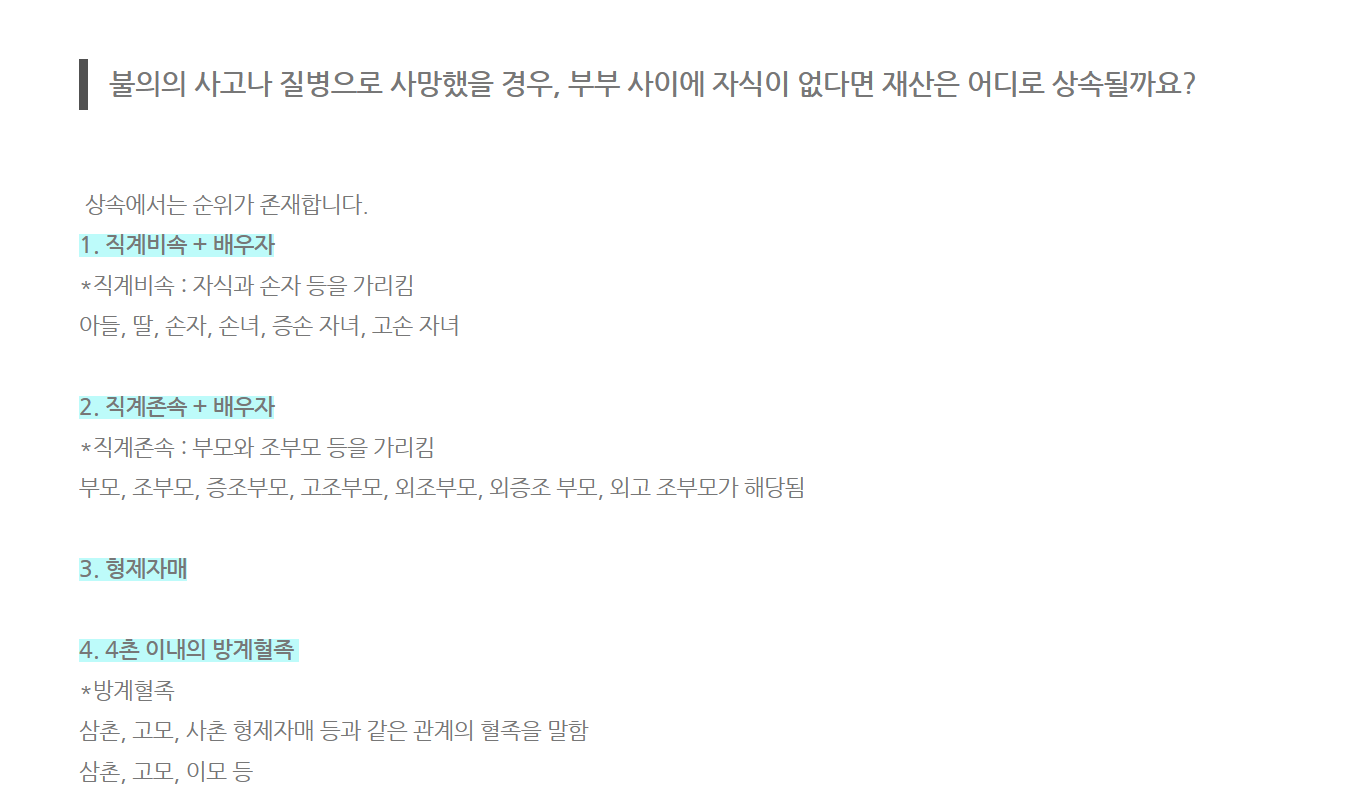 불의의 사고나 질병으로 사망했을 경우, 부부 사이에 자식이 없다면 재산은 어디로 상속될까요?
상속에서는 순위가 존재합니다.
1. 직계비속 + 배우자
*직계비속 : 자식과 손자 등을 가리킴
아들, 딸, 손자, 손녀, 증손 자녀, 고손 자녀
2. 직계존속 + 배우자
*직계존속 : 부모와 조부모 등을 가리킴
부모, 조부모, 증조부모, 고조부모, 외조부모, 외증조 부모, 외고 조부모가 해당됨
3. 형제자매
4. 4촌 이내의 방계혈족
*방계혈족
삼촌, 고모, 사촌 형제자매 등과 같은 관계의 혈족을 말함
삼촌, 고모, 이모 등